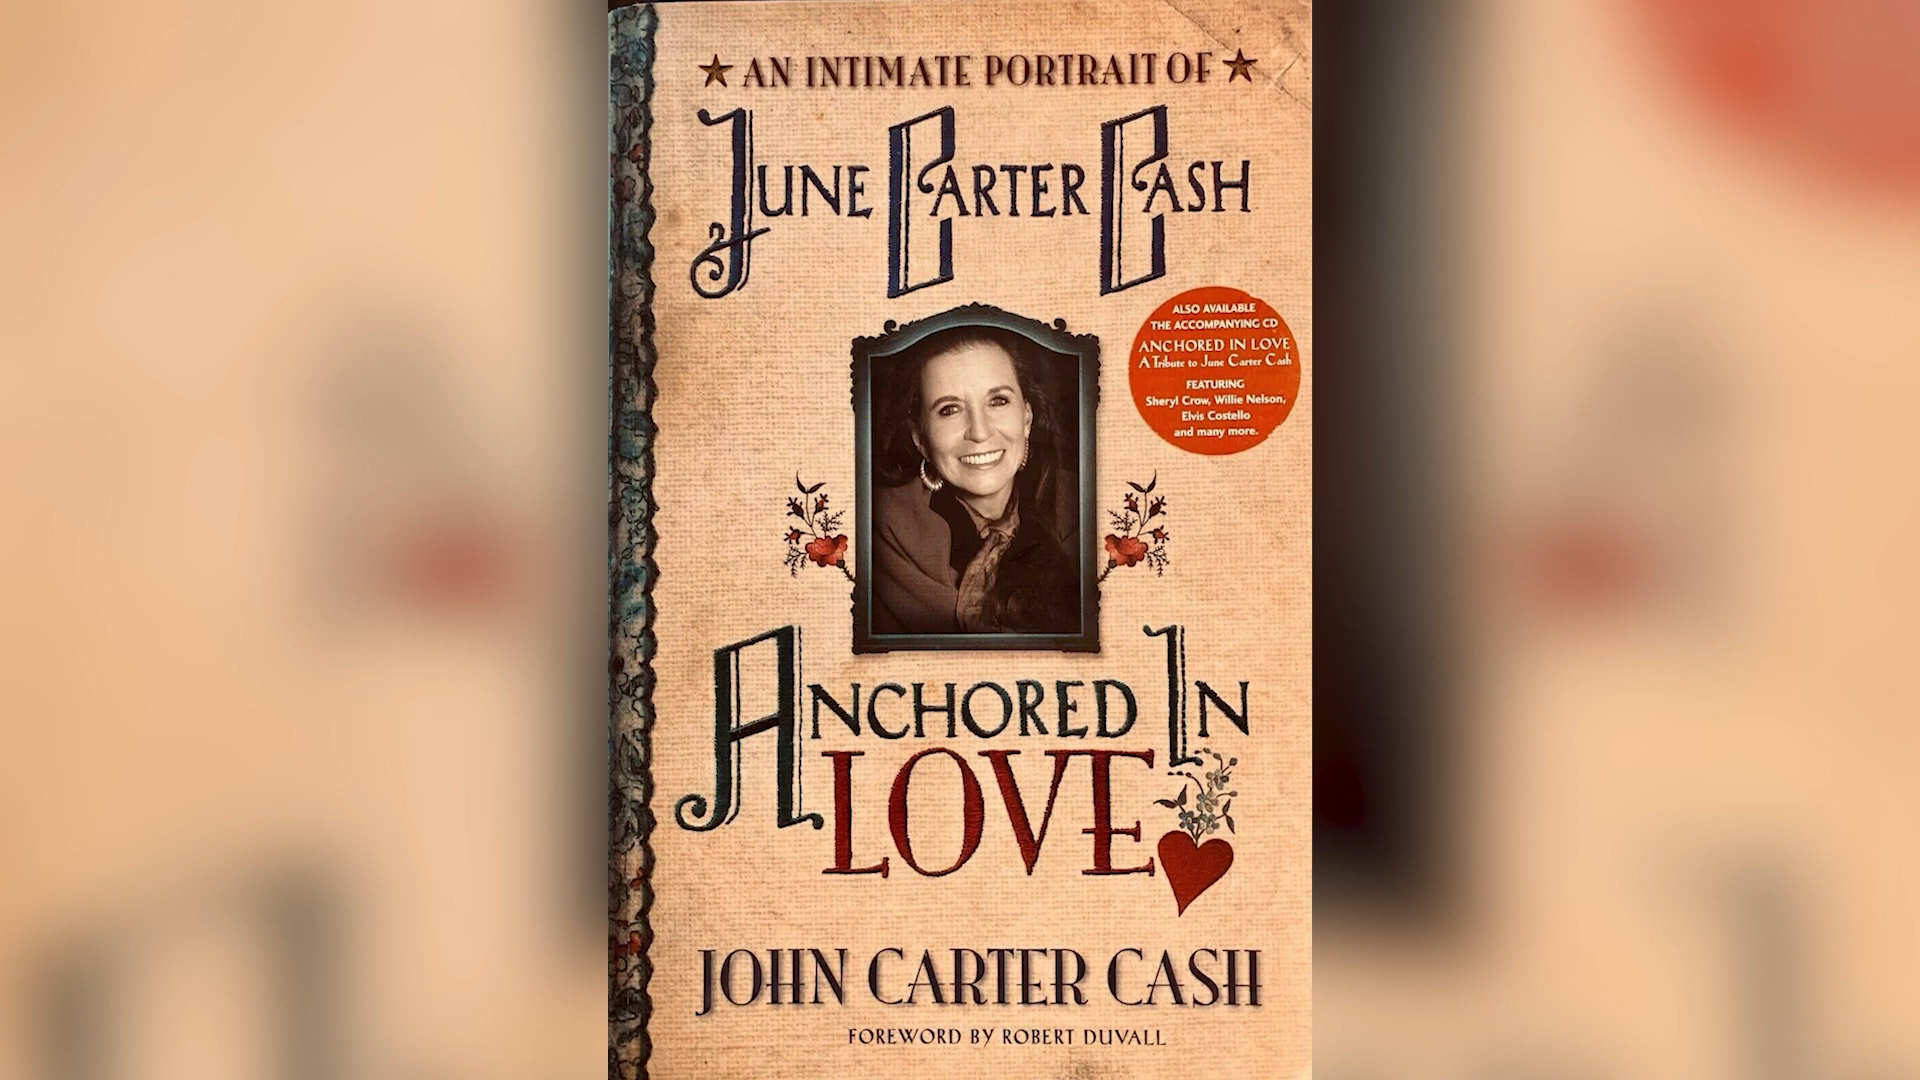 AN INTIMATE PORTRAIT OF
JUNE CARTER CASH
ALSO AVAILABLE
THE ACCOMPANYING CD
ANCHORED IN LOVE
A Tribute to June Carter Cash
FEATURING
Sheryl Crow, Willie Nelson,
Elvis Costello
and many more.
ANCHORED IN
LOVE
JOHN CARTER CASH
FOREWORD BY ROBERT DUVALL